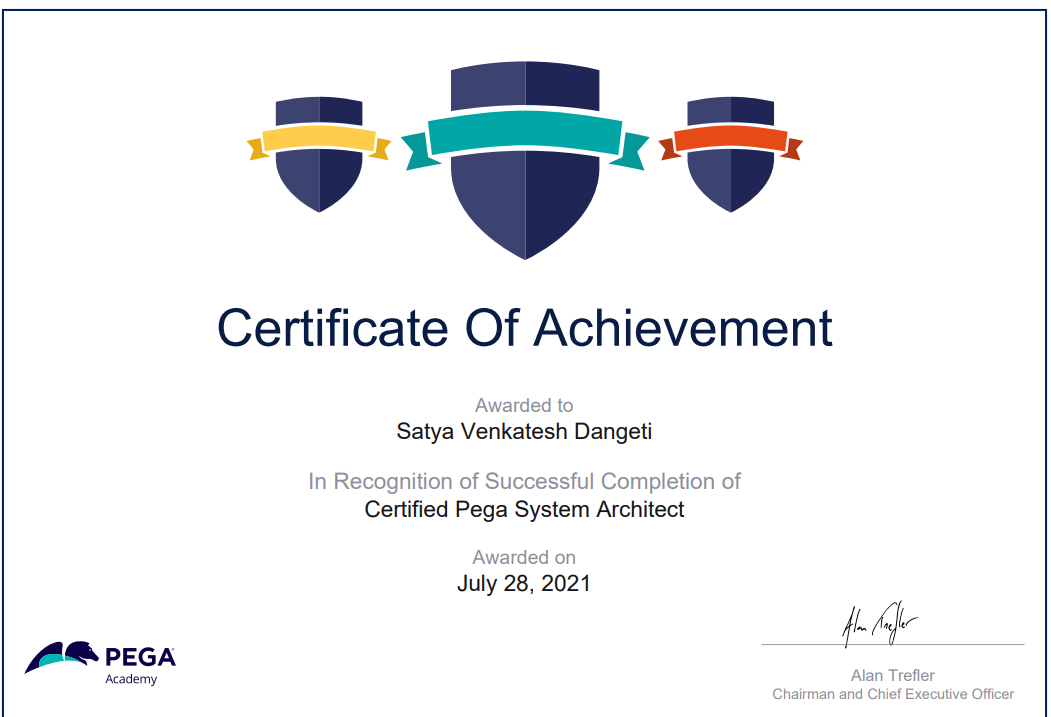 Certificate Of Achievement
Awarded to
Satya Venkatesh Dangeti
In Recognition of Successful Completion of
Certified Pega System Architect
Awarded on
July 28, 2021
Alan Trefler
PEGA
Academy
Alan Trefler
Chairman and Chief Executive Officer